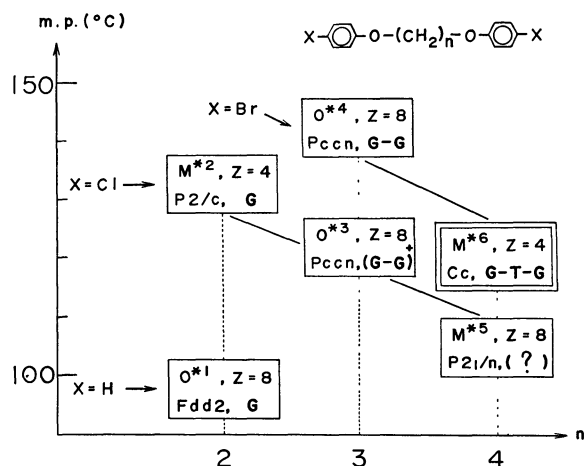 m.p.(°C)
X-O-(CH2)n-O-X
150
X=Br
O*4, Z=8
Pccn, G-G
M*2, Z=4
P2/c, G
X=Cl
O*3, Z=8
Pccn,(G-G)+
M*6, Z=4
Cc, G-T-G
M*5, Z=8
P21/n,(?)
100
X=H
O*1, Z=8
Fdd2, G
2 3 4 n